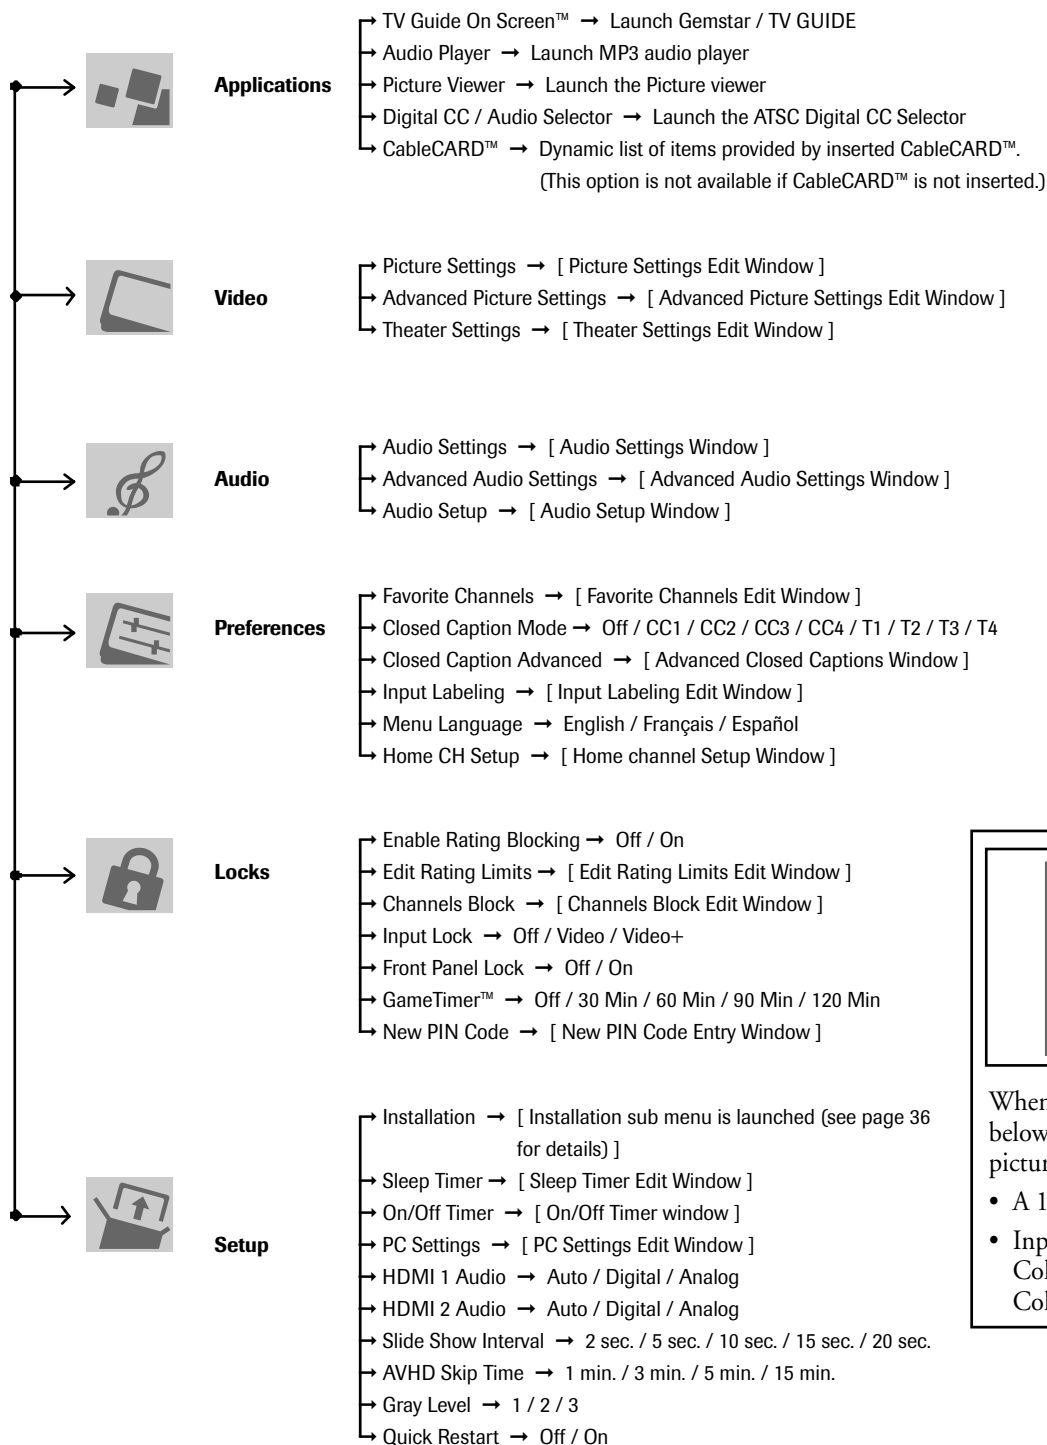 Applications
TV Guide On Screen™ → Launch Gemstar / TV GUIDE
Audio Player → Launch MP3 audio player
Picture Viewer → Launch the Picture viewer
Digital CC / Audio Selector → Launch the ATSC Digital CC Selector
CableCARD™ → Dynamic list of items provided by inserted CableCARD™.
(This option is not available if CableCARD™ is not inserted.)
Video
Picture Settings → [ Picture Settings Edit Window ]
Advanced Picture Settings → [ Advanced Picture Settings Edit Window ]
Theater Settings → [ Theater Settings Edit Window ]
Audio
Audio Settings → [ Audio Settings Window ]
Advanced Audio Settings → [ Advanced Audio Settings Window ]
Audio Setup → [ Audio Setup Window ]
Preferences
Favorite Channels → [ Favorite Channels Edit Window ]
Closed Caption Mode → Off / CC1 / CC2 / CC3 / CC4 / T1 / T2 / T3 / T4
Closed Caption Advanced → [ Advanced Closed Captions Window ]
Input Labeling → [ Input Labeling Edit Window ]
Menu Language → English / Français / Español
Home CH Setup → [ Home channel Setup Window ]
Locks
Enable Rating Blocking → Off / On
Edit Rating Limits → [ Edit Rating Limits Edit Window ]
Channels Block → [ Channels Block Edit Window ]
Input Lock → Off / Video / Video+
Front Panel Lock → Off / On
GameTimer™ → Off / 30 Min / 60 Min / 90 Min / 120 Min
New PIN Code → [ New PIN Code Entry Window ]
Setup
Installation → [ Installation sub menu is launched (see page 36
for details) ]
Sleep Timer → [ Sleep Timer Edit Window ]
On/Off Timer → [ On/Off Timer window ]
PC Settings → [ PC Settings Edit Window ]
HDMI 1 Audio → Auto / Digital / Analog
HDMI 2 Audio → Auto / Digital / Analog
Slide Show Interval → 2 sec. / 5 sec. / 10 sec. / 15 sec. / 20 sec.
AVHD Skip Time → 1 min. / 3 min. / 5 min. / 15 min.
Gray Level → 1 / 2 / 3
Quick Restart → Off / On
When
below
pictur
• A 1
• Inp
Col
Col